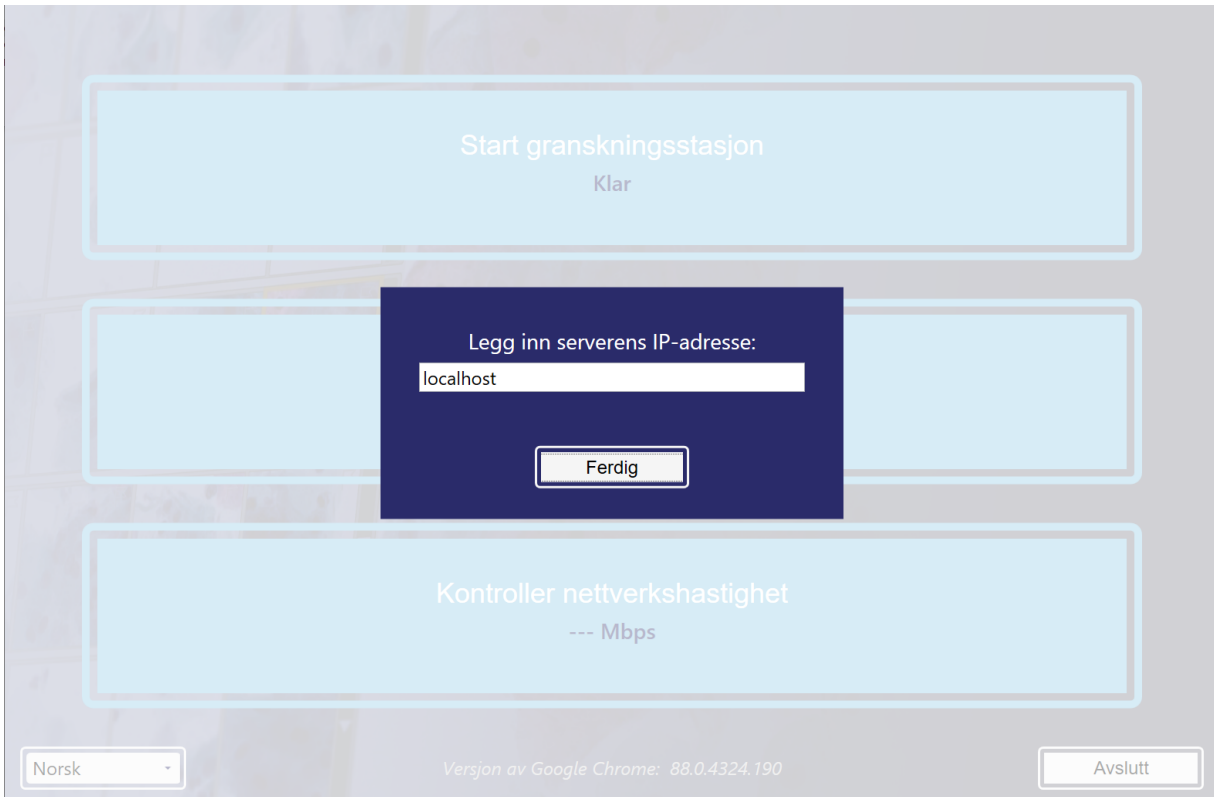 Start granskningsstasjon
Klar
Legg inn serverens IP-adresse:
localhost
Ferdig
Kontroller nettverkshastighet
--- Mbps
Norsk
Versjon av Google Chrome: 88.0.4324.190
Avslutt